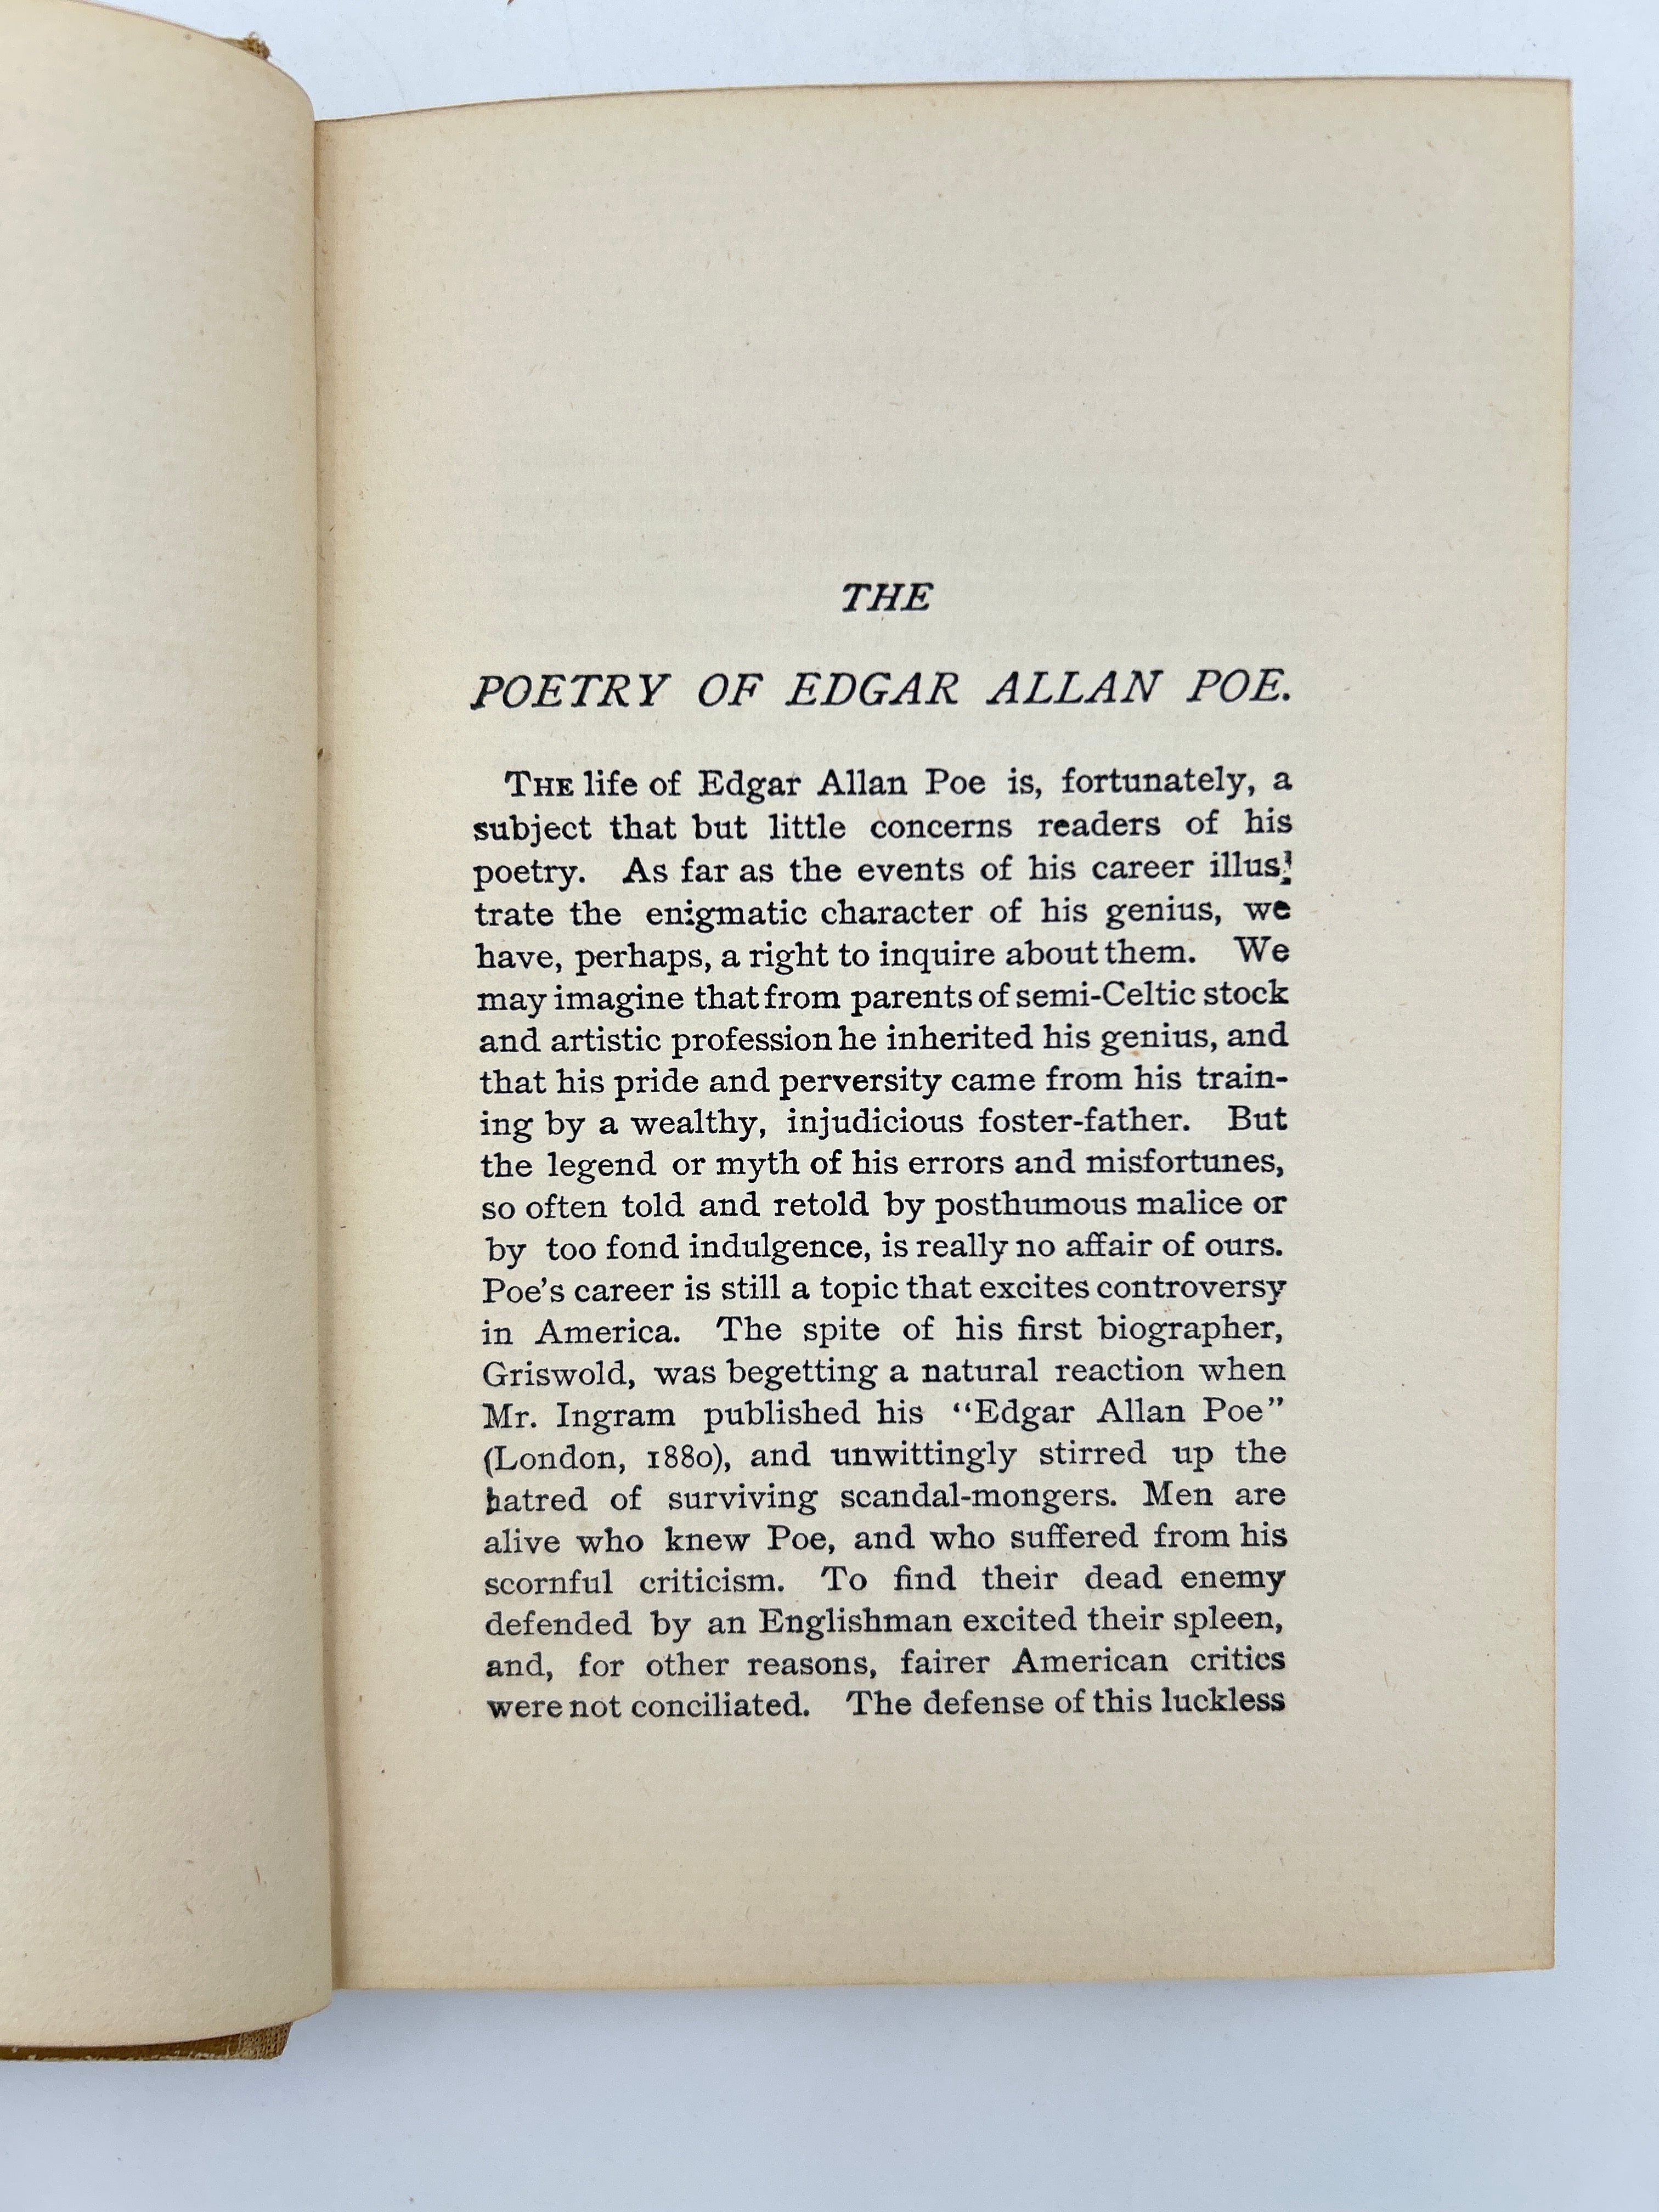 THE
POETRY OF EDGAR ALLAN POE.
THE life of Edgar Allan Poe is, fortunately, a
subject that but little concerns readers of his
poetry. As far as the events of his career illus-
trate the enigmatic character of his genius, we
have, perhaps, a right to inquire about them. We
may imagine that from parents of semi-Celtic stock
and artistic profession he inherited his genius, and
that his pride and perversity came from his train-
ing by a wealthy, injudicious foster-father. But
the legend or myth of his errors and misfortunes,
so often told and retold by posthumous malice or
by too fond indulgence, is really no affair of ours.
Poe's career is still a topic that excites controversy
in America. The spite of his first biographer,
Griswold, was begetting a natural reaction when
Mr. Ingram published his “Edgar Allan Poe”
(London, 1880), and unwittingly stirred up the
hatred of surviving scandal-mongers. Men are
alive who knew Poe, and who suffered from his
scornful criticism. To find their dead enemy
defended by an Englishman excited their spleen,
and, for other reasons, fairer American critics
were not conciliated. The defense of this luckless